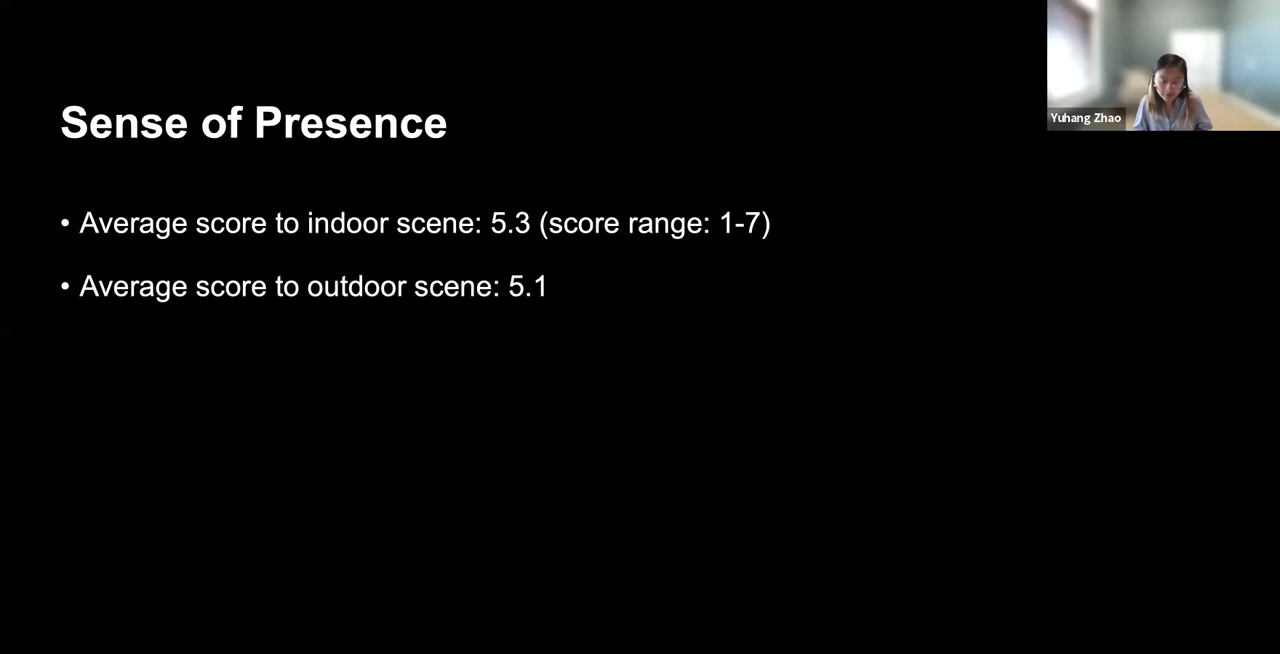 Sense of Presence
• Average score to indoor scene: 5.3 (score range: 1-7)
• Average score to outdoor scene: 5.1
Yuhang Zhao